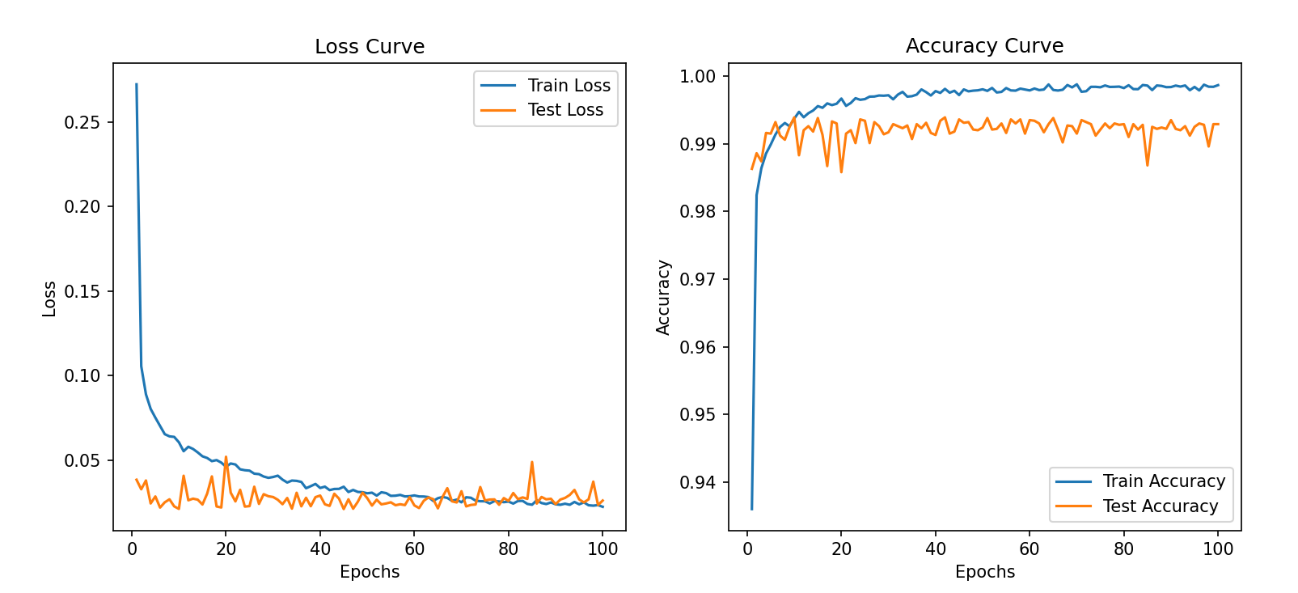 Loss Curve
Train Loss
Test Loss
0.25
0.20
0.15
0.10
0.05
Loss
0 20 40 60 80 100
Epochs
Accuracy Curve
1.00
0.99
0.98
0.97
0.96
0.95
0.94
Accuracy
Train Accuracy
Test Accuracy
0 20 40 60 80 100
Epochs